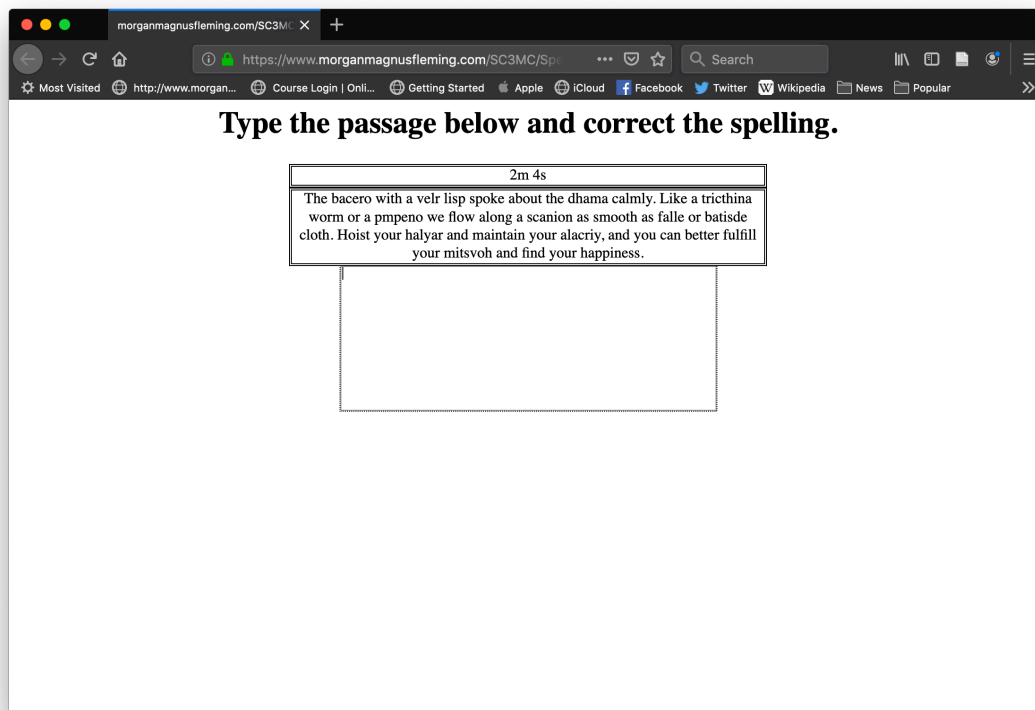 morganmagnusfleming.com/SC3MC
https://www.morganmagnusfleming.com/SC3MC/Spe
Search
Most Visited http://www.morgan... Course Login | Onli... Getting Started Apple iCloud Facebook Twitter W Wikipedia News Popular
Type the passage below and correct the spelling.
2m 4s
The bacero with a velr lisp spoke about the dhama calmly. Like a tricthina
worm or a pmpeno we flow along a scanion as smooth as falle or batisde
cloth. Hoist your halyar and maintain your alacriy, and you can better fulfill
your mitsvoh and find your happiness.